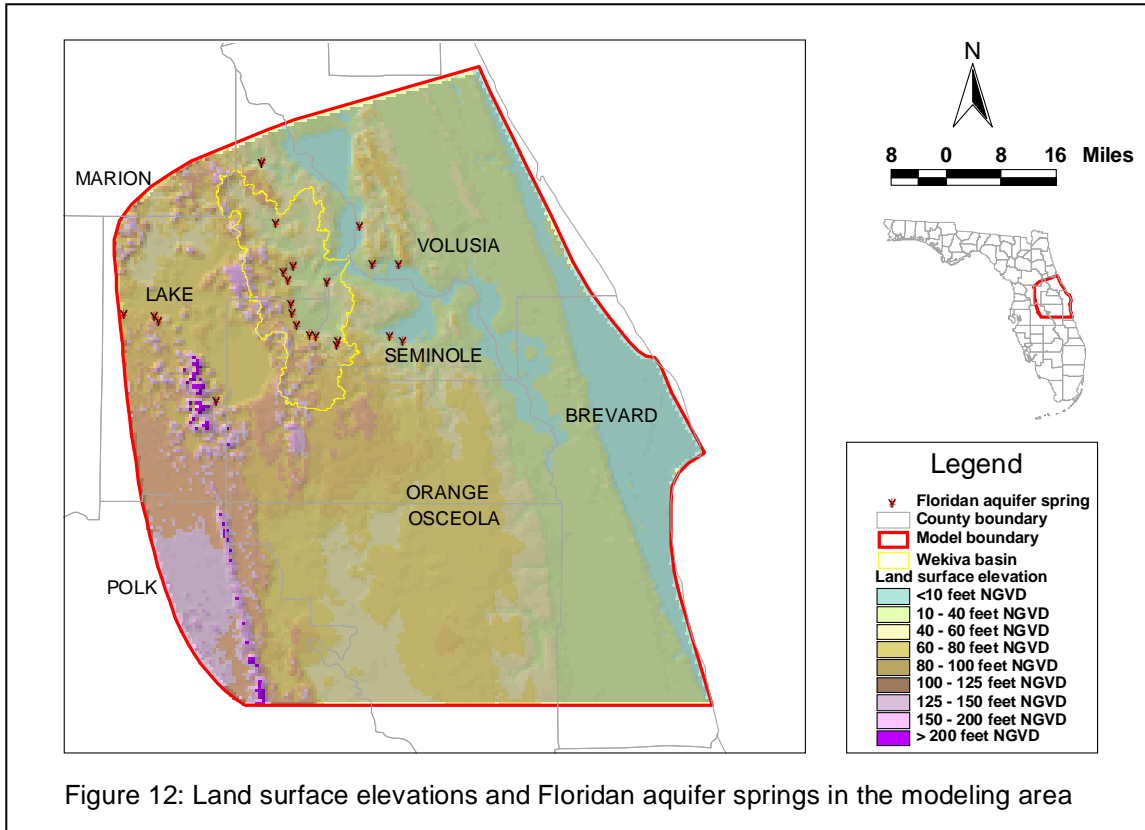 N
8 0 8 16 Miles
MARION
VOLUSIA
LAKE
SEMINOLE
BREVARD
ORANGE
OSCEOLA
POLK
Legend
Floridan aquifer spring
County boundary
Model boundary
Wekiva basin
Land surface elevation
<10 feet NGVD
10 - 40 feet NGVD
40 - 60 feet NGVD
60 - 80 feet NGVD
80 - 100 feet NGVD
100 - 125 feet NGVD
125 - 150 feet NGVD
150 - 200 feet NGVD
> 200 feet NGVD
Figure 12: Land surface elevations and Floridan aquifer springs in the modeling area